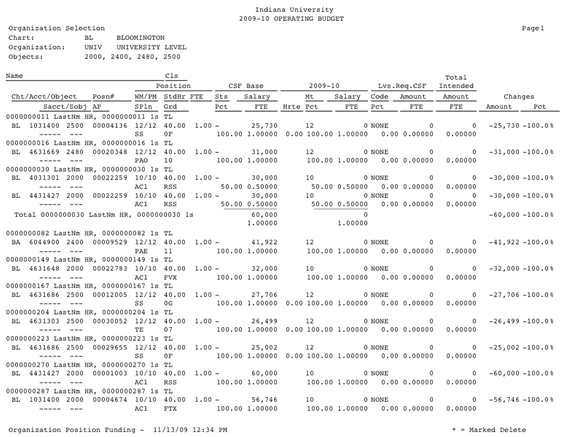 Indiana University
2009-10 OPERATING BUDGET
Organization Selection Page1
Chart: BL BLOOMINGTON
Organization: UNIV UNIVERSITY LEVEL
Objects: 2000, 2400, 2480, 2500
Name Cls Total
Position CSF Base 2009-10 Lvs.Req.CSF Intended
Cht/Acct/Object Posn# WM/PM StdHr FTE Sts Salary Mt Salary Code Amount Amount Changes
Sacct/Sobj AP SPln Grd Pct FTE Hrte Pct FTE Pct FTE FTE Amount Pct
0000000011 LastNm HR, 0000000011 ls TL
BL 1031400 2500 00004136 12/12 40.00 1.00 - 25,730 12 0 NONE 0 0 -25,730 -100.0%
----- --- SS 0F 100.00 1.00000 0.00 100.00 1.00000 0.00 0.00000 0.00000
0000000016 LastNm HR, 0000000016 ls TL
BL 4631669 2480 00020348 12/12 40.00 1.00 - 31,000 12 0 NONE 0 0 -31,000 -100.0%
----- --- PAO 10 100.00 1.00000 100.00 1.00000 0.00 0.00000 0.00000
0000000030 LastNm HR, 0000000030 ls TL
BL 4031301 2000 00022259 10/10 40.00 1.00 - 30,000 10 0 NONE 0 0 -30,000 -100.0%
----- --- AC1 RSS 50.00 0.50000 50.00 0.50000 0.00 0.00000 0.00000
BL 4431427 2000 00022259 10/10 40.00 1.00 - 30,000 10 0 NONE 0 0 -30,000 -100.0%
----- --- AC1 RSS 50.00 0.50000 50.00 0.50000 0.00 0.00000 0.00000
Total 0000000030 LastNm HR, 0000000030 ls 60,000 0 -60,000 -100.0%
1.00000 1.00000
0000000082 LastNm HR, 0000000082 ls TL
BA 6044900 2400 00009529 12/12 40.00 1.00 - 41,922 12 0 NONE 0 0 -41,922 -100.0%
----- --- PAE 11 100.00 1.00000 100.00 1.00000 0.00 0.00000 0.00000
0000000149 LastNm HR, 0000000149 ls TL
BL 4631648 2000 00022783 10/10 40.00 1.00 - 32,000 10 0 NONE 0 0 -32,000 -100.0%
----- --- AC1 FVX 100.00 1.00000 100.00 1.00000 0.00 0.00000 0.00000
0000000167 LastNm HR, 0000000167 ls TL
BL 4631686 2500 00012005 12/12 40.00 1.00 - 27,706 12 0 NONE 0 0 -27,706 -100.0%
----- --- SS 0G 100.00 1.00000 0.00 100.00 1.00000 0.00 0.00000 0.00000
0000000204 LastNm HR, 0000000204 ls TL
BL 4631303 2500 00030052 12/12 40.00 1.00 - 26,499 12 0 NONE 0 0 -26,499 -100.0%
----- --- TE 07 100.00 1.00000 0.00 100.00 1.00000 0.00 0.00000 0.00000
0000000223 LastNm HR, 0000000223 ls TL
BL 4631686 2500 00029655 12/12 40.00 1.00 - 25,002 12 0 NONE 0 0 -25,002 -100.0%
----- --- SS 0F 100.00 1.00000 0.00 100.00 1.00000 0.00 0.00000 0.00000
0000000270 LastNm HR, 0000000270 ls TL
BL 4431427 2000 00001003 10/10 40.00 1.00 - 60,000 10 0 NONE 0 0 -60,000 -100.0%
----- --- AC1 RSS 100.00 1.00000 100.00 1.00000 0.00 0.00000 0.00000
0000000287 LastNm HR, 0000000287 ls TL
BL 1031400 2000 00004674 10/10 40.00 1.00 - 56,746 10 0 NONE 0 0 -56,746 -100.0%
----- --- AC1 FTX 100.00 1.00000 100.00 1.00000 0.00 0.00000 0.00000
Organization Position Funding - 11/13/09 12:34 PM * = Marked Delete